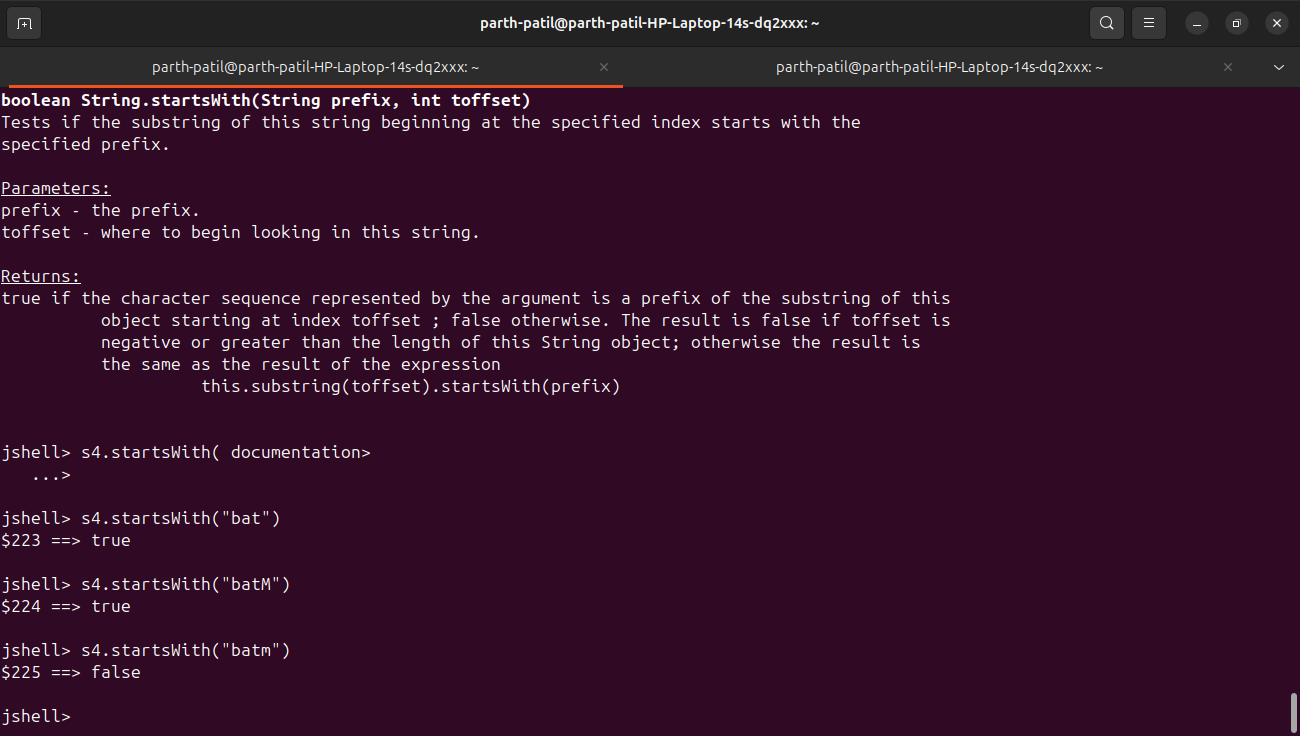 parth-patil@parth-patil-HP-Laptop-14s-dq2xxx: ~
parth-patil@parth-patil-HP-Laptop-14s-dq2xxx: ~
parth-patil@parth-patil-HP-Laptop-14s-dq2xxx: ~
boolean String.startsWith(String prefix, int toffset)
Tests if the substring of this string beginning at the specified index starts with the
specified prefix.
Parameters:
prefix - the prefix.
toffset - where to begin looking in this string.
Returns:
true if the character sequence represented by the argument is a prefix of the substring of this
object starting at index toffset ; false otherwise. The result is false if toffset is
negative or greater than the length of this String object; otherwise the result is
the same as the result of the expression
this.substring(toffset).startsWith(prefix)
jshell> s4.startsWith( documentation>
...>
jshell> s4.startsWith("bat")
$223 ==> true
jshell> s4.startsWith("batM")
$224 ==> true
jshell> s4.startsWith("batm")
$225 ==> false
jshell>